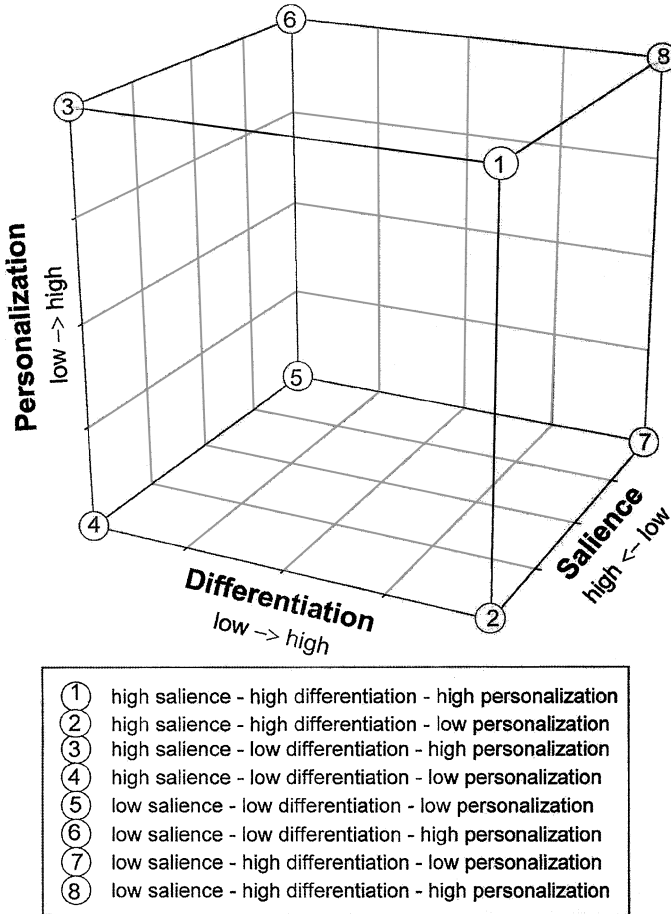 6
8
3
1
Personalization
low -> high
5
7
4
Salience
high <- low
Differentiation
low -> high
2
1 high salience - high differentiation - high personalization
2 high salience - high differentiation - low personalization
3 high salience - low differentiation - high personalization
4 high salience - low differentiation - low personalization
5 low salience - low differentiation - low personalization
6 low salience - low differentiation - high personalization
7 low salience - high differentiation - low personalization
8 low salience - high differentiation - high personalization